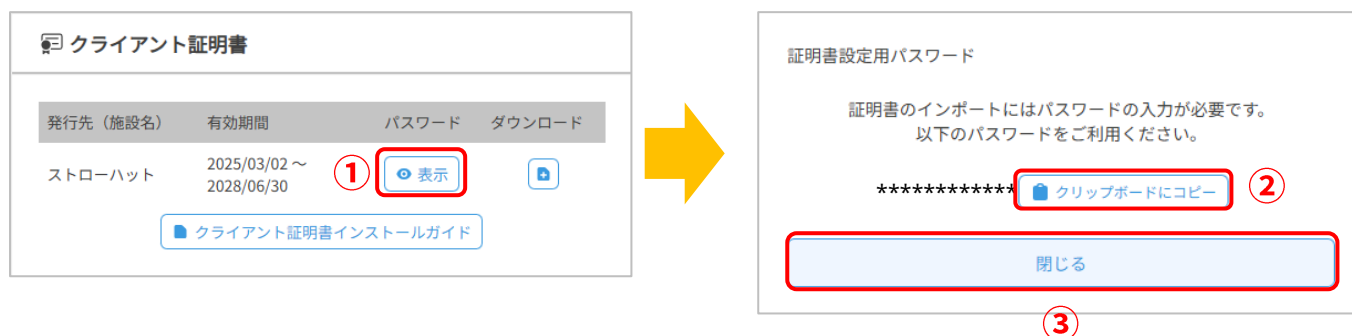 クライアント証明書
発行先（施設名） 有効期間 パスワード ダウンロード
ストローハット 2025/03/02 ～ ① 表示
2028/06/30
クライアント証明書インストールガイド
証明書設定用パスワード
証明書のインポートにはパスワードの入力が必要です。
以下のパスワードをご利用ください。
************ クリップボードにコピー ②
閉じる
③